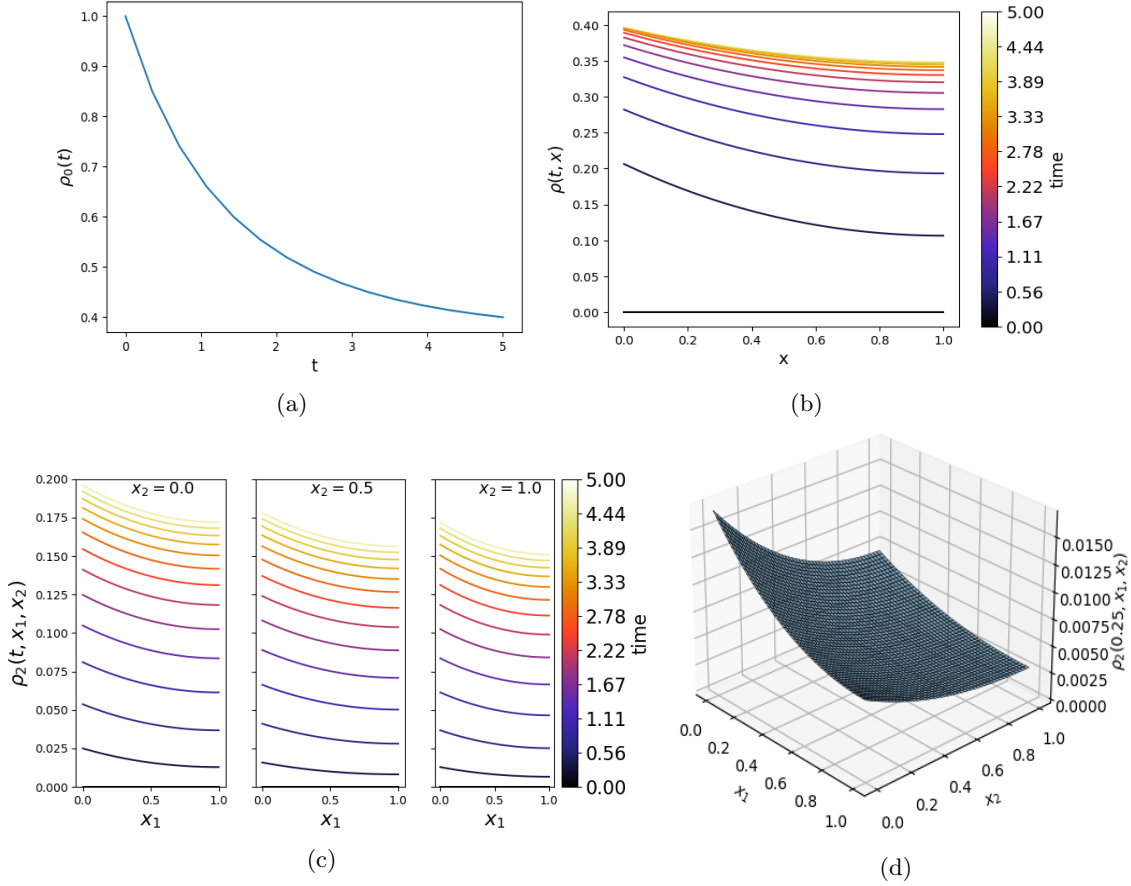 1.0
0.9
0.8
0.7
0.6
0.5
0.4
ρ₀(t)
0 1 2 3 4 5
t
(a)
0.40
0.35
0.30
0.25
0.20
0.15
0.10
0.05
0.00
ρ(t, x)
0.0 0.2 0.4 0.6 0.8 1.0
x
5.00
4.44
3.89
3.33
2.78
2.22
1.67
1.11
0.56
0.00
time
(b)
0.200
0.175
0.150
0.125
0.100
0.075
0.050
0.025
0.000
ρ₂(t, x₁, x₂)
x₂ = 0.0 x₂ = 0.5 x₂ = 1.0
0.0 0.5 1.0 0.0 0.5 1.0 0.0 0.5 1.0
x₁ x₁ x₁
5.00
4.44
3.89
3.33
2.78
2.22
1.67
1.11
0.56
0.00
time
(c)
0.0150
0.0125
0.0100
0.0075
0.0050
0.0025
0.0000
ρ₂(0.25, x₁, x₂)
0.0 0.2 0.4 0.6 0.8 1.0
x₁
0.0 0.2 0.4 0.6 0.8 1.0
x₂
(d)